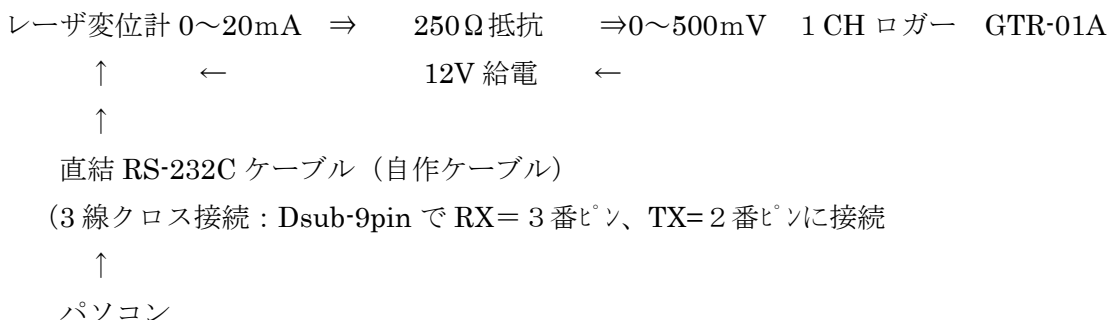 レーザ変位計 0～20mA ⇒ 250Ω抵抗 ⇒0～500mV 1 CH ロガー GTR-01A
↑ ← 12V 給電 ←
↑
直結 RS-232C ケーブル（自作ケーブル）
(3 線クロス接続：Dsub-9pin で RX＝３番ﾋﾟﾝ、TX=２番ﾋﾟﾝに接続
↑
パソコン